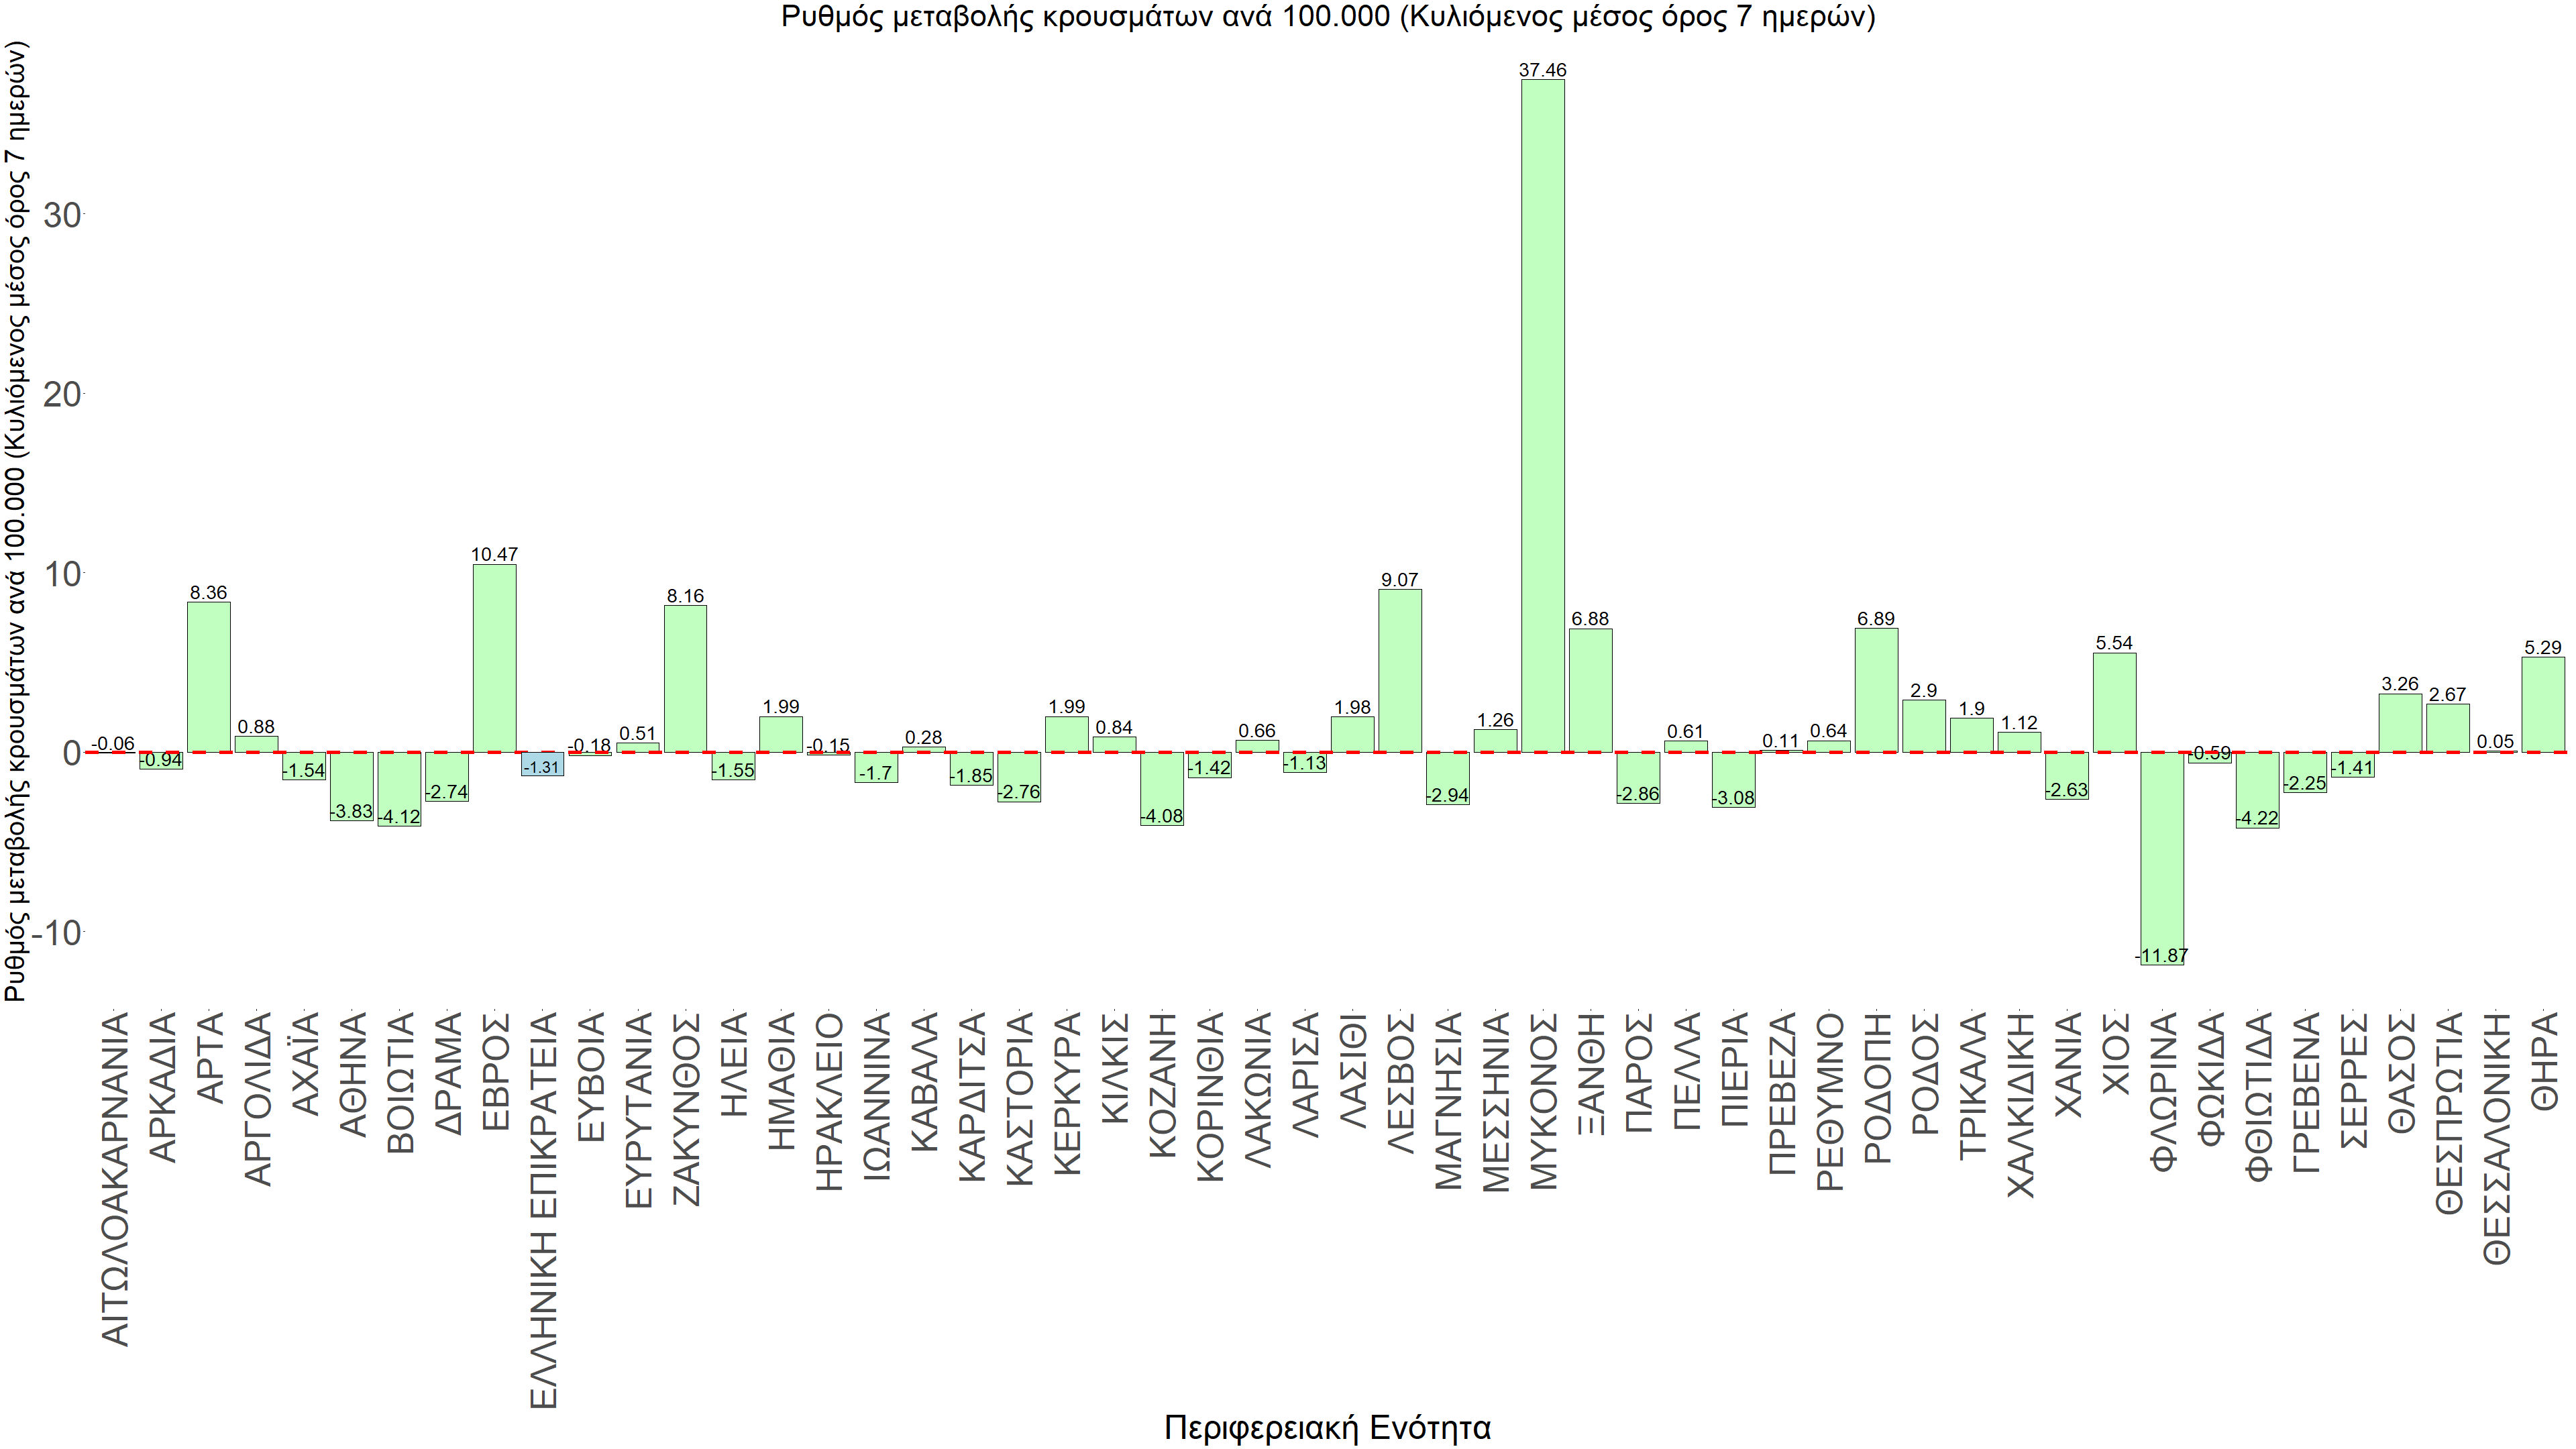 Ρυθμός μεταβολής κρουσμάτων ανά 100.000 (Κυλιόμενος μέσος όρος 7 ημερών)
Ρυθμός μεταβολής κρουσμάτων ανά 100.000 (Κυλιόμενος μέσος όρος 7 ημερών)
30
20
10
0
-10
-0.06
-0.94
8.36
0.88
-1.54
-3.83
-4.12
-2.74
10.47
-1.31
-0.18
0.51
8.16
-1.55
1.99
-0.15
-1.7
0.28
-1.85
-2.76
1.99
0.84
-4.08
-1.42
0.66
-1.13
1.98
9.07
-2.94
1.26
37.46
6.88
-2.86
0.61
-3.08
0.11
0.64
6.89
2.9
1.9
1.12
-2.63
5.54
-11.87
-0.59
-4.22
-2.25
-1.41
3.26
2.67
0.05
5.29
ΑΙΤΩΛΟΑΚΑΡΝΑΝΙΑ
ΑΡΚΑΔΙΑ
ΑΡΤΑ
ΑΡΓΟΛΙΔΑ
ΑΧΑΪΑ
ΑΘΗΝΑ
ΒΟΙΩΤΙΑ
ΔΡΑΜΑ
ΕΒΡΟΣ
ΕΛΛΗΝΙΚΗ ΕΠΙΚΡΑΤΕΙΑ
ΕΥΒΟΙΑ
ΕΥΡΥΤΑΝΙΑ
ΖΑΚΥΝΘΟΣ
ΗΛΕΙΑ
ΗΜΑΘΙΑ
ΗΡΑΚΛΕΙΟ
ΙΩΑΝΝΙΝΑ
ΚΑΒΑΛΑ
ΚΑΡΔΙΤΣΑ
ΚΑΣΤΟΡΙΑ
ΚΕΡΚΥΡΑ
ΚΙΛΚΙΣ
ΚΟΖΑΝΗ
ΚΟΡΙΝΘΙΑ
ΛΑΚΩΝΙΑ
ΛΑΡΙΣΑ
ΛΑΣΙΘΙ
ΛΕΣΒΟΣ
ΜΑΓΝΗΣΙΑ
ΜΕΣΣΗΝΙΑ
ΜΥΚΟΝΟΣ
ΞΑΝΘΗ
ΠΑΡΟΣ
ΠΕΛΛΑ
ΠΙΕΡΙΑ
ΠΡΕΒΕΖΑ
ΡΕΘΥΜΝΟ
ΡΟΔΟΠΗ
ΡΟΔΟΣ
ΤΡΙΚΑΛΑ
ΧΑΛΚΙΔΙΚΗ
ΧΑΝΙΑ
ΧΙΟΣ
ΦΛΩΡΙΝΑ
ΦΩΚΙΔΑ
ΦΘΙΩΤΙΔΑ
ΓΡΕΒΕΝΑ
ΣΕΡΡΕΣ
ΘΑΣΟΣ
ΘΕΣΠΡΩΤΙΑ
ΘΕΣΣΑΛΟΝΙΚΗ
ΘΗΡΑ
Περιφερειακή Ενότητα